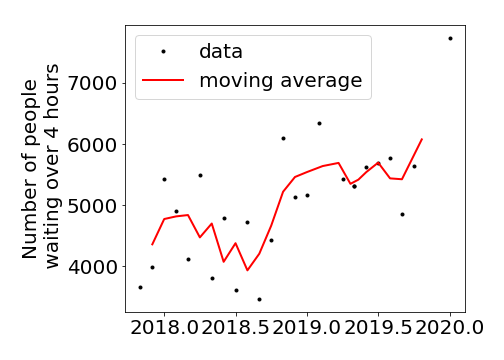 data
moving average
Number of people
waiting over 4 hours
7000
6000
5000
4000
2018.0 2018.5 2019.0 2019.5 2020.0